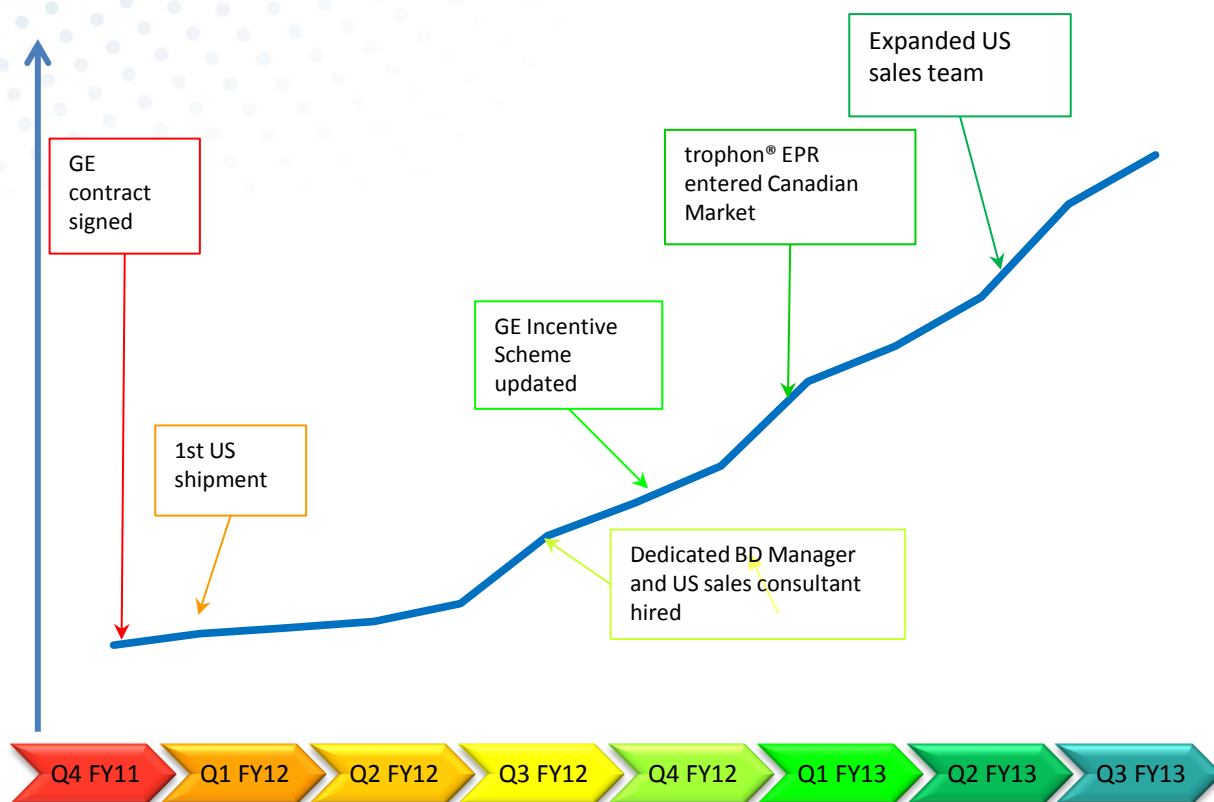 Expanded US
sales team
GE
contract
signed
trophon® EPR
entered Canadian
Market
GE Incentive
Scheme
updated
1st US
shipment
Dedicated BD Manager
and US sales consultant
hired
Q4 FY11
Q1 FY12
Q2 FY12
Q3 FY12
Q4 FY12
Q1 FY13
Q2 FY13
Q3 FY13